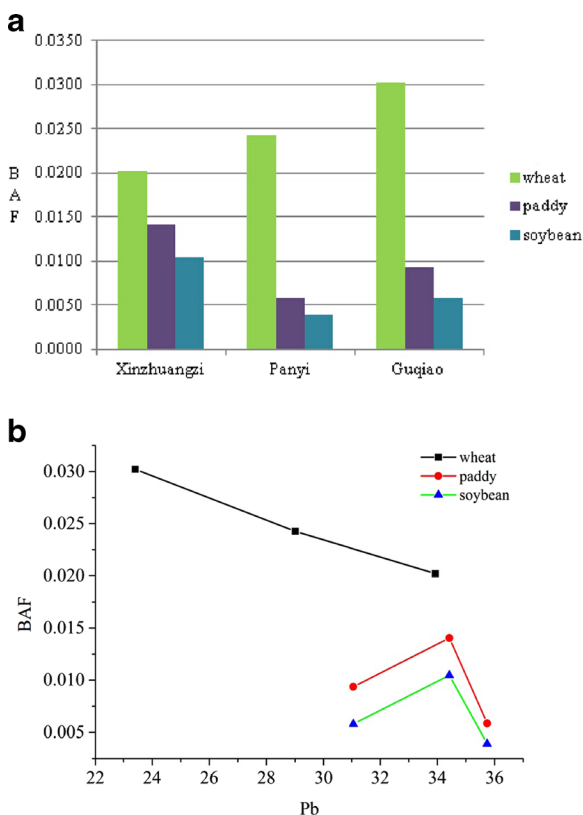 a
0.0350
0.0300
0.0250
0.0200
0.0150
0.0100
0.0050
0.0000
B
A
F
Xinzhuangzi Panyi Guqiao
wheat
paddy
soybean
b
wheat
paddy
soybean
0.030
0.025
0.020
0.015
0.010
0.005
BAF
22 24 26 28 30 32 34 36
Pb